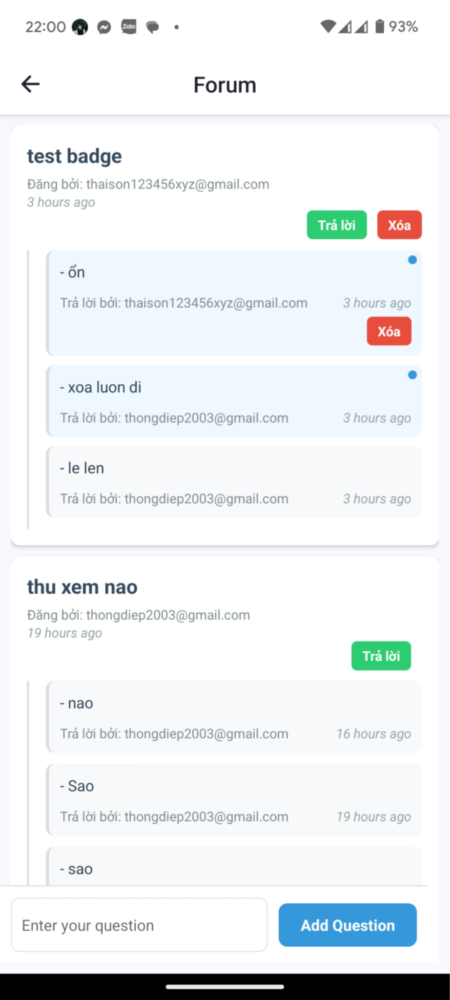 22:00 Zalo 93%
Forum
test badge
Đăng bởi: thaison123456xyz@gmail.com
3 hours ago
Trả lời Xóa
- ổn
Trả lời bởi: thaison123456xyz@gmail.com 3 hours ago
Xóa
- xoa luon di
Trả lời bởi: thongdiep2003@gmail.com 3 hours ago
- le len
Trả lời bởi: thongdiep2003@gmail.com 3 hours ago
thu xem nao
Đăng bởi: thongdiep2003@gmail.com
19 hours ago
Trả lời
- nao
Trả lời bởi: thongdiep2003@gmail.com 16 hours ago
- Sao
Trả lời bởi: thongdiep2003@gmail.com 19 hours ago
- sao
Enter your question Add Question